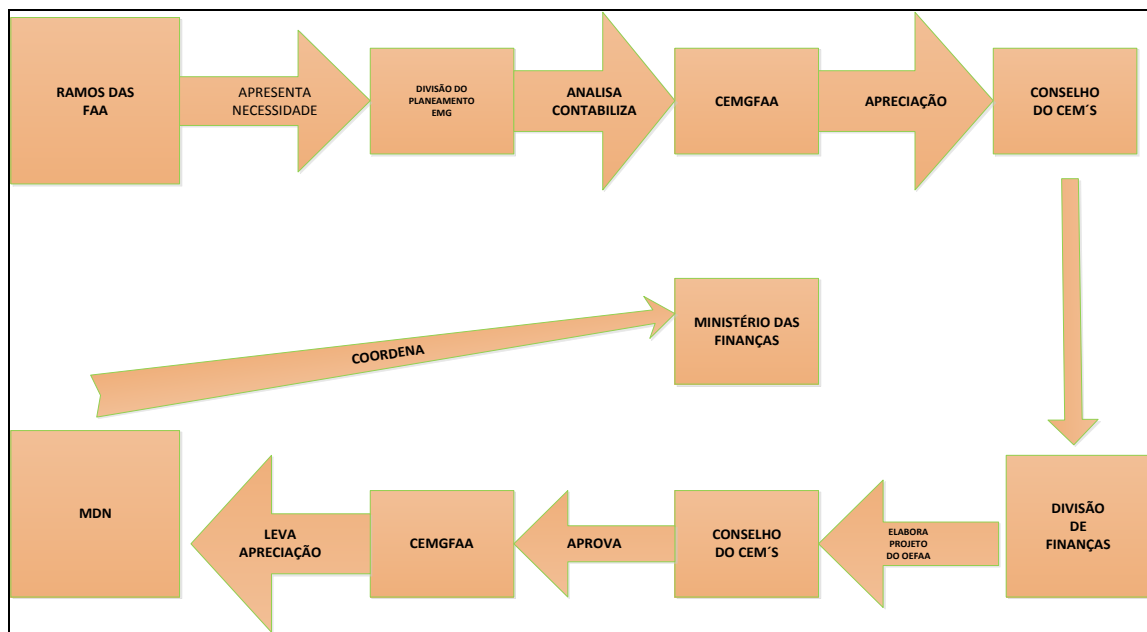 RAMOS DAS
FAA
APRESENTA
NECESSIDADE
DIVISÃO DO
PLANEAMENTO
EMG
ANALISA
CONTABILIZA
CEMGFAA
APRECIAÇÃO
CONSELHO
DO CEM´S
MINISTÉRIO DAS
FINANÇAS
COORDENA
MDN
LEVA
APRECIAÇÃO
CEMGFAA
APROVA
CONSELHO
DO CEM´S
ELABORA
PROJETO
DO OEFAA
DIVISÃO
DE
FINANÇAS